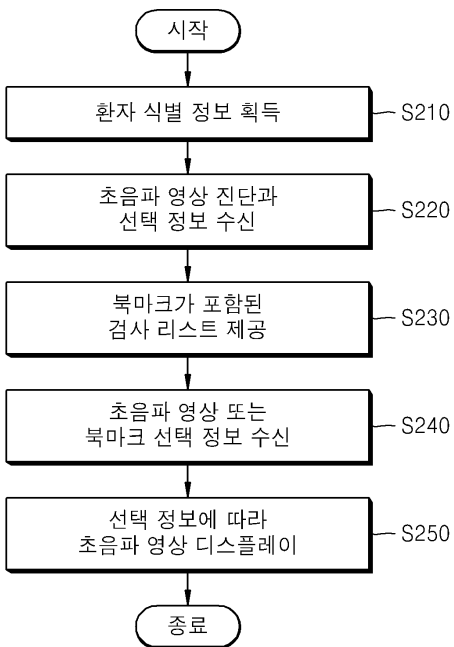 시작
환자 식별 정보 획득
S210
초음파 영상 진단과
선택 정보 수신
S220
북마크가 포함된
검사 리스트 제공
S230
초음파 영상 또는
북마크 선택 정보 수신
S240
선택 정보에 따라
초음파 영상 디스플레이
S250
종료